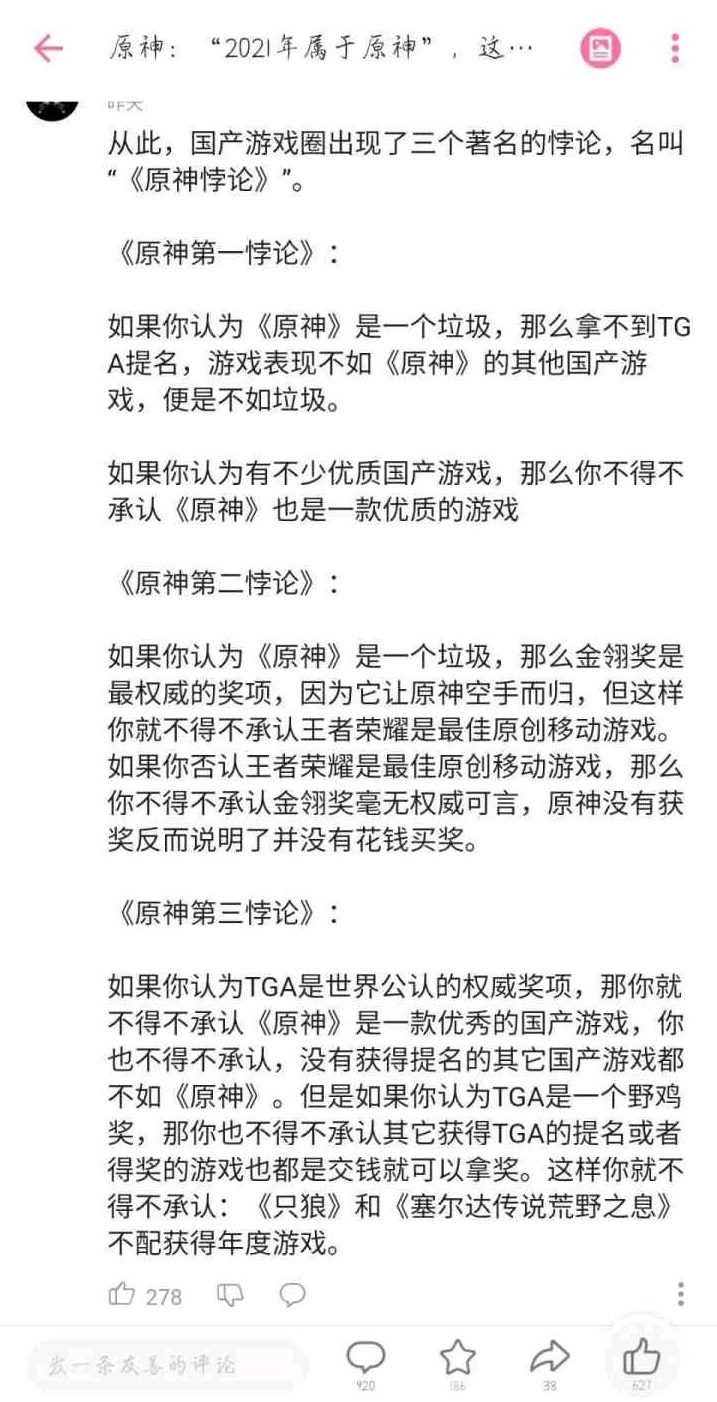 原神：“2021年属于原神”，这…
昨天
从此，国产游戏圈出现了三个著名的悖论，名叫
“《原神悖论》”。
《原神第一悖论》：
如果你认为《原神》是一个垃圾，那么拿不到TG
A提名，游戏表现不如《原神》的其他国产游
戏，便是不如垃圾。
如果你认为有不少优质国产游戏，那么你不得不
承认《原神》也是一款优质的游戏
《原神第二悖论》：
如果你认为《原神》是一个垃圾，那么金翎奖是
最权威的奖项，因为它让原神空手而归，但这样
你就不得不承认王者荣耀是最佳原创移动游戏。
如果你否认王者荣耀是最佳原创移动游戏，那么
你不得不承认金翎奖毫无权威可言，原神没有获
奖反而说明了并没有花钱买奖。
《原神第三悖论》：
如果你认为TGA是世界公认的权威奖项，那你就
不得不承认《原神》是一款优秀的国产游戏，你
也不得不承认，没有获得提名的其它国产游戏都
不如《原神》。但是如果你认为TGA是一个野鸡
奖，那你也不得不承认其它获得TGA的提名或者
得奖的游戏也都是交钱就可以拿奖。这样你就不
得不承认：《只狼》和《塞尔达传说荒野之息》
不配获得年度游戏。
278
发一条友善的评论
920
186
38
627